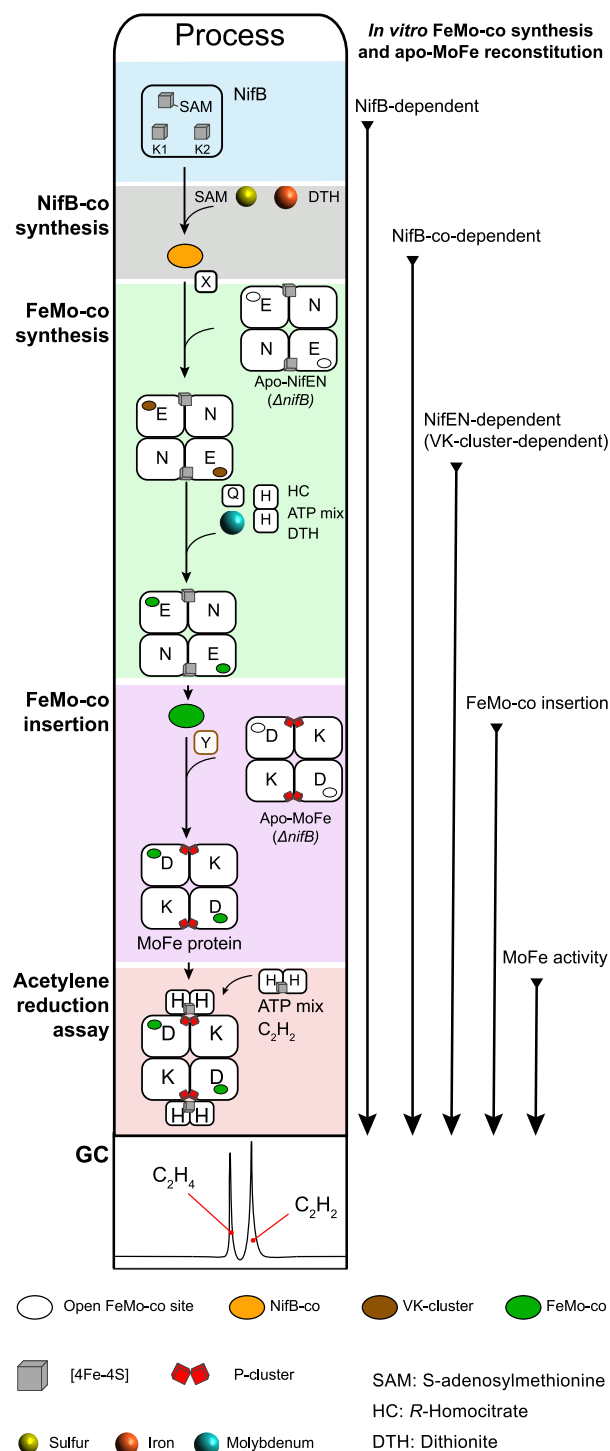 Process
In vitro FeMo-co synthesis
and apo-MoFe reconstitution
NifB
SAM
K1
K2
NifB-dependent
NifB-co
synthesis
SAM
DTH
NifB-co-dependent
X
FeMo-co
synthesis
E
N
N
E
Apo-NifEN
(ΔnifB)
E
N
N
E
NifEN-dependent
(VK-cluster-dependent)
Q
H
HC
H
ATP mix
DTH
E
N
N
E
FeMo-co
insertion
FeMo-co insertion
Y
D
K
K
D
Apo-MoFe
(ΔnifB)
D
K
K
D
MoFe protein
MoFe activity
Acetylene
reduction
assay
H H
H H
ATP mix
C₂H₂
D
K
K
D
H H
GC
C₂H₄
C₂H₂
Open FeMo-co site
NifB-co
VK-cluster
FeMo-co
[4Fe-4S]
P-cluster
SAM: S-adenosylmethionine
HC: R-Homocitrate
Sulfur
Iron
Molybdenum
DTH: Dithionite